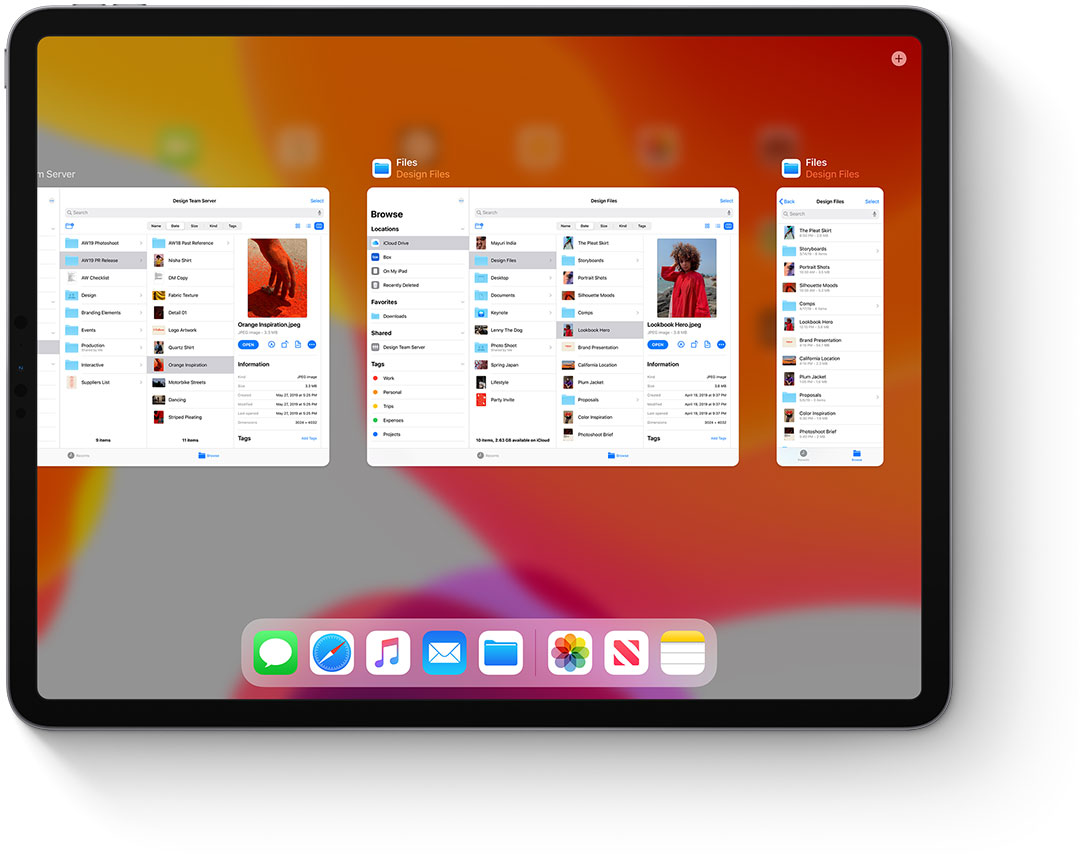 m Server
Design Team Server
Select
Search
Name Date Size Kind Tags
AW19 Photoshoot
AW19 PR Release
AW Checklist
Design
Branding Elements
Events
Production
Interactive
Suppliers List
9 items
AW18 Past Reference
Nisha Shirt
DM Copy
Fabric Texture
Detail 01
Logo Artwork
Quartz Shirt
Orange Inspiration
Motorbike Streets
Dancing
Striped Pleating
11 items
Orange Inspiration.jpeg
JPEG image - 3.5 MB
OPEN
Information
Kind JPEG image
Size 3.5 MB
Created May 27, 2019 at 5:25 PM
Modified May 27, 2019 at 5:25 PM
Last opened May 27, 2019 at 5:25 PM
Dimensions 3024 × 4032
Tags Add Tags
Recents
Browse
Files
Design Files
Browse
Locations
iCloud Drive
Box
On My iPad
Recently Deleted
Favorites
Downloads
Shared
Design Team Server
Tags
Work
Personal
Trips
Expenses
Projects
Design Files
Select
Search
Name Date Size Kind Tags
Mayuri India
Design Files
Desktop
Documents
Keynote
Lenny The Dog
Photo Shoot
Spring Japan
Lifestyle
Party Invite
10 items, 2.63 GB available on iCloud
The Pleat Skirt
Storyboards
Portrait Shots
Silhouette Moods
Comps
Lookbook Hero
Brand Presentation
California Location
Plum Jacket
Proposals
Color Inspiration
Photoshoot Brief
Lookbook Hero.jpeg
JPEG image - 3.8 MB
OPEN
Information
Kind JPEG image
Size 3.8 MB
Created April 19, 2019 at 9:37 PM
Modified April 19, 2019 at 9:37 PM
Last opened April 19, 2019 at 9:37 PM
Dimensions 3024 × 4032
Tags Add Tags
Recents
Browse
Files
Design Files
Back
Design Files
Select
Search
The Pleat Skirt
Storyboards
Portrait Shots
Silhouette Moods
Comps
Lookbook Hero
Brand Presentation
California Location
Plum Jacket
Proposals
Color Inspiration
Photoshoot Brief
Recents
Browse